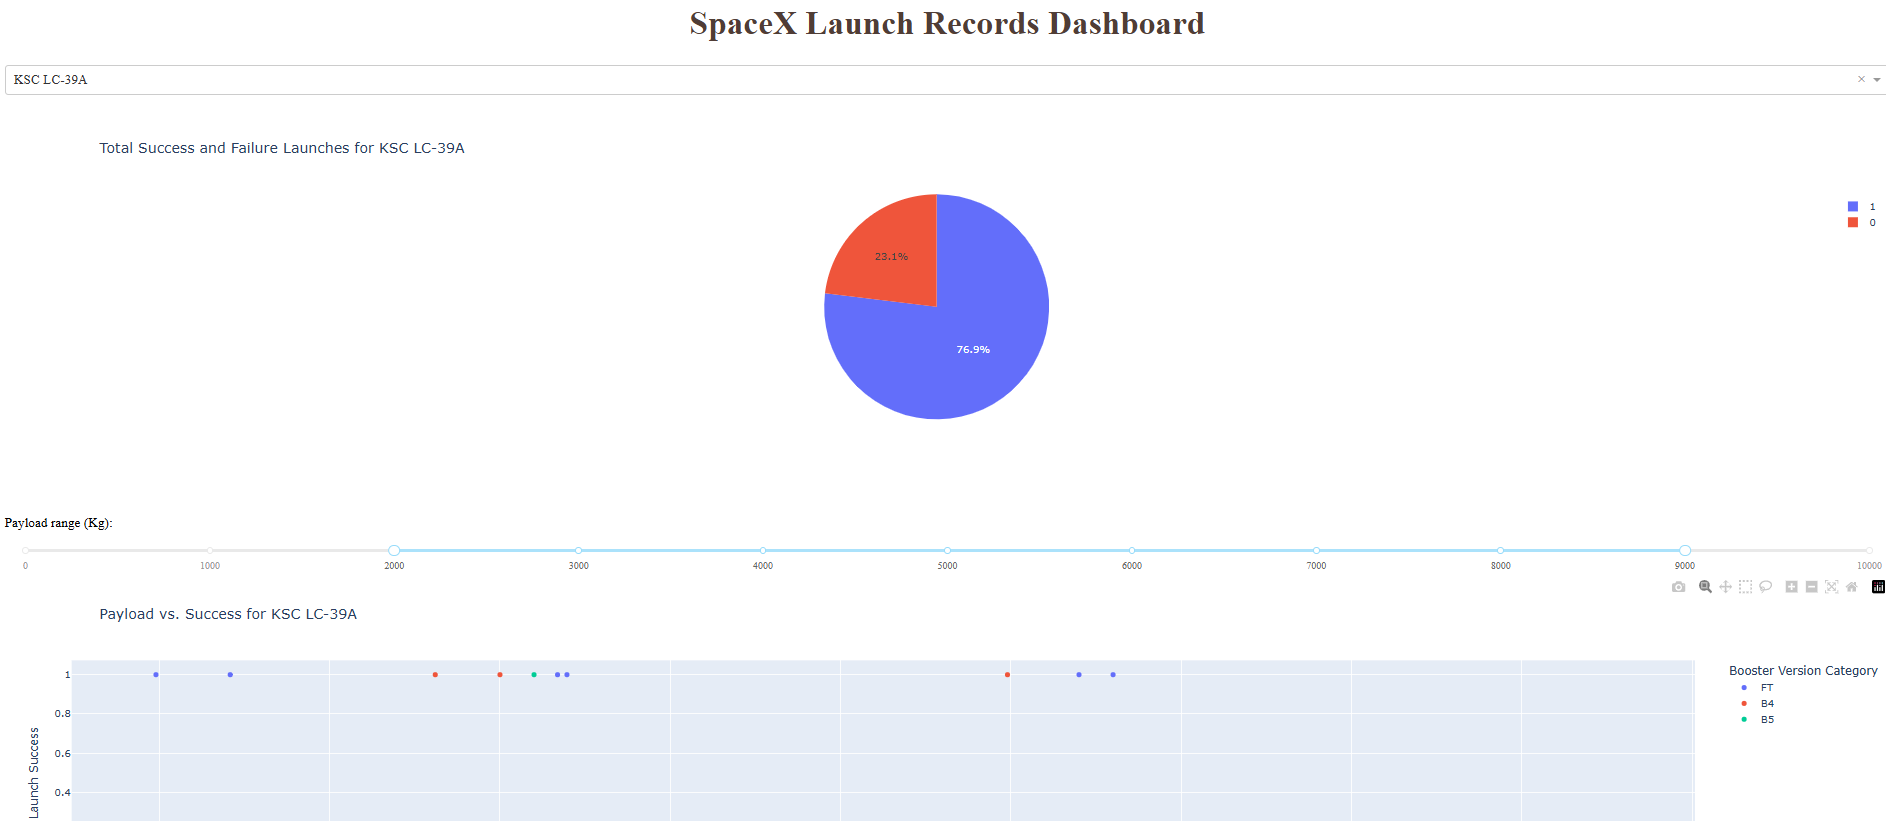 SpaceX Launch Records Dashboard
KSC LC-39A
Total Success and Failure Launches for KSC LC-39A
1
0
23.1%
76.9%
Payload range (Kg):
0 1000 2000 3000 4000 5000 6000 7000 8000 9000 10000
Payload vs. Success for KSC LC-39A
Booster Version Category
FT
B4
B5
1
0.8
0.6
0.4
Launch Success